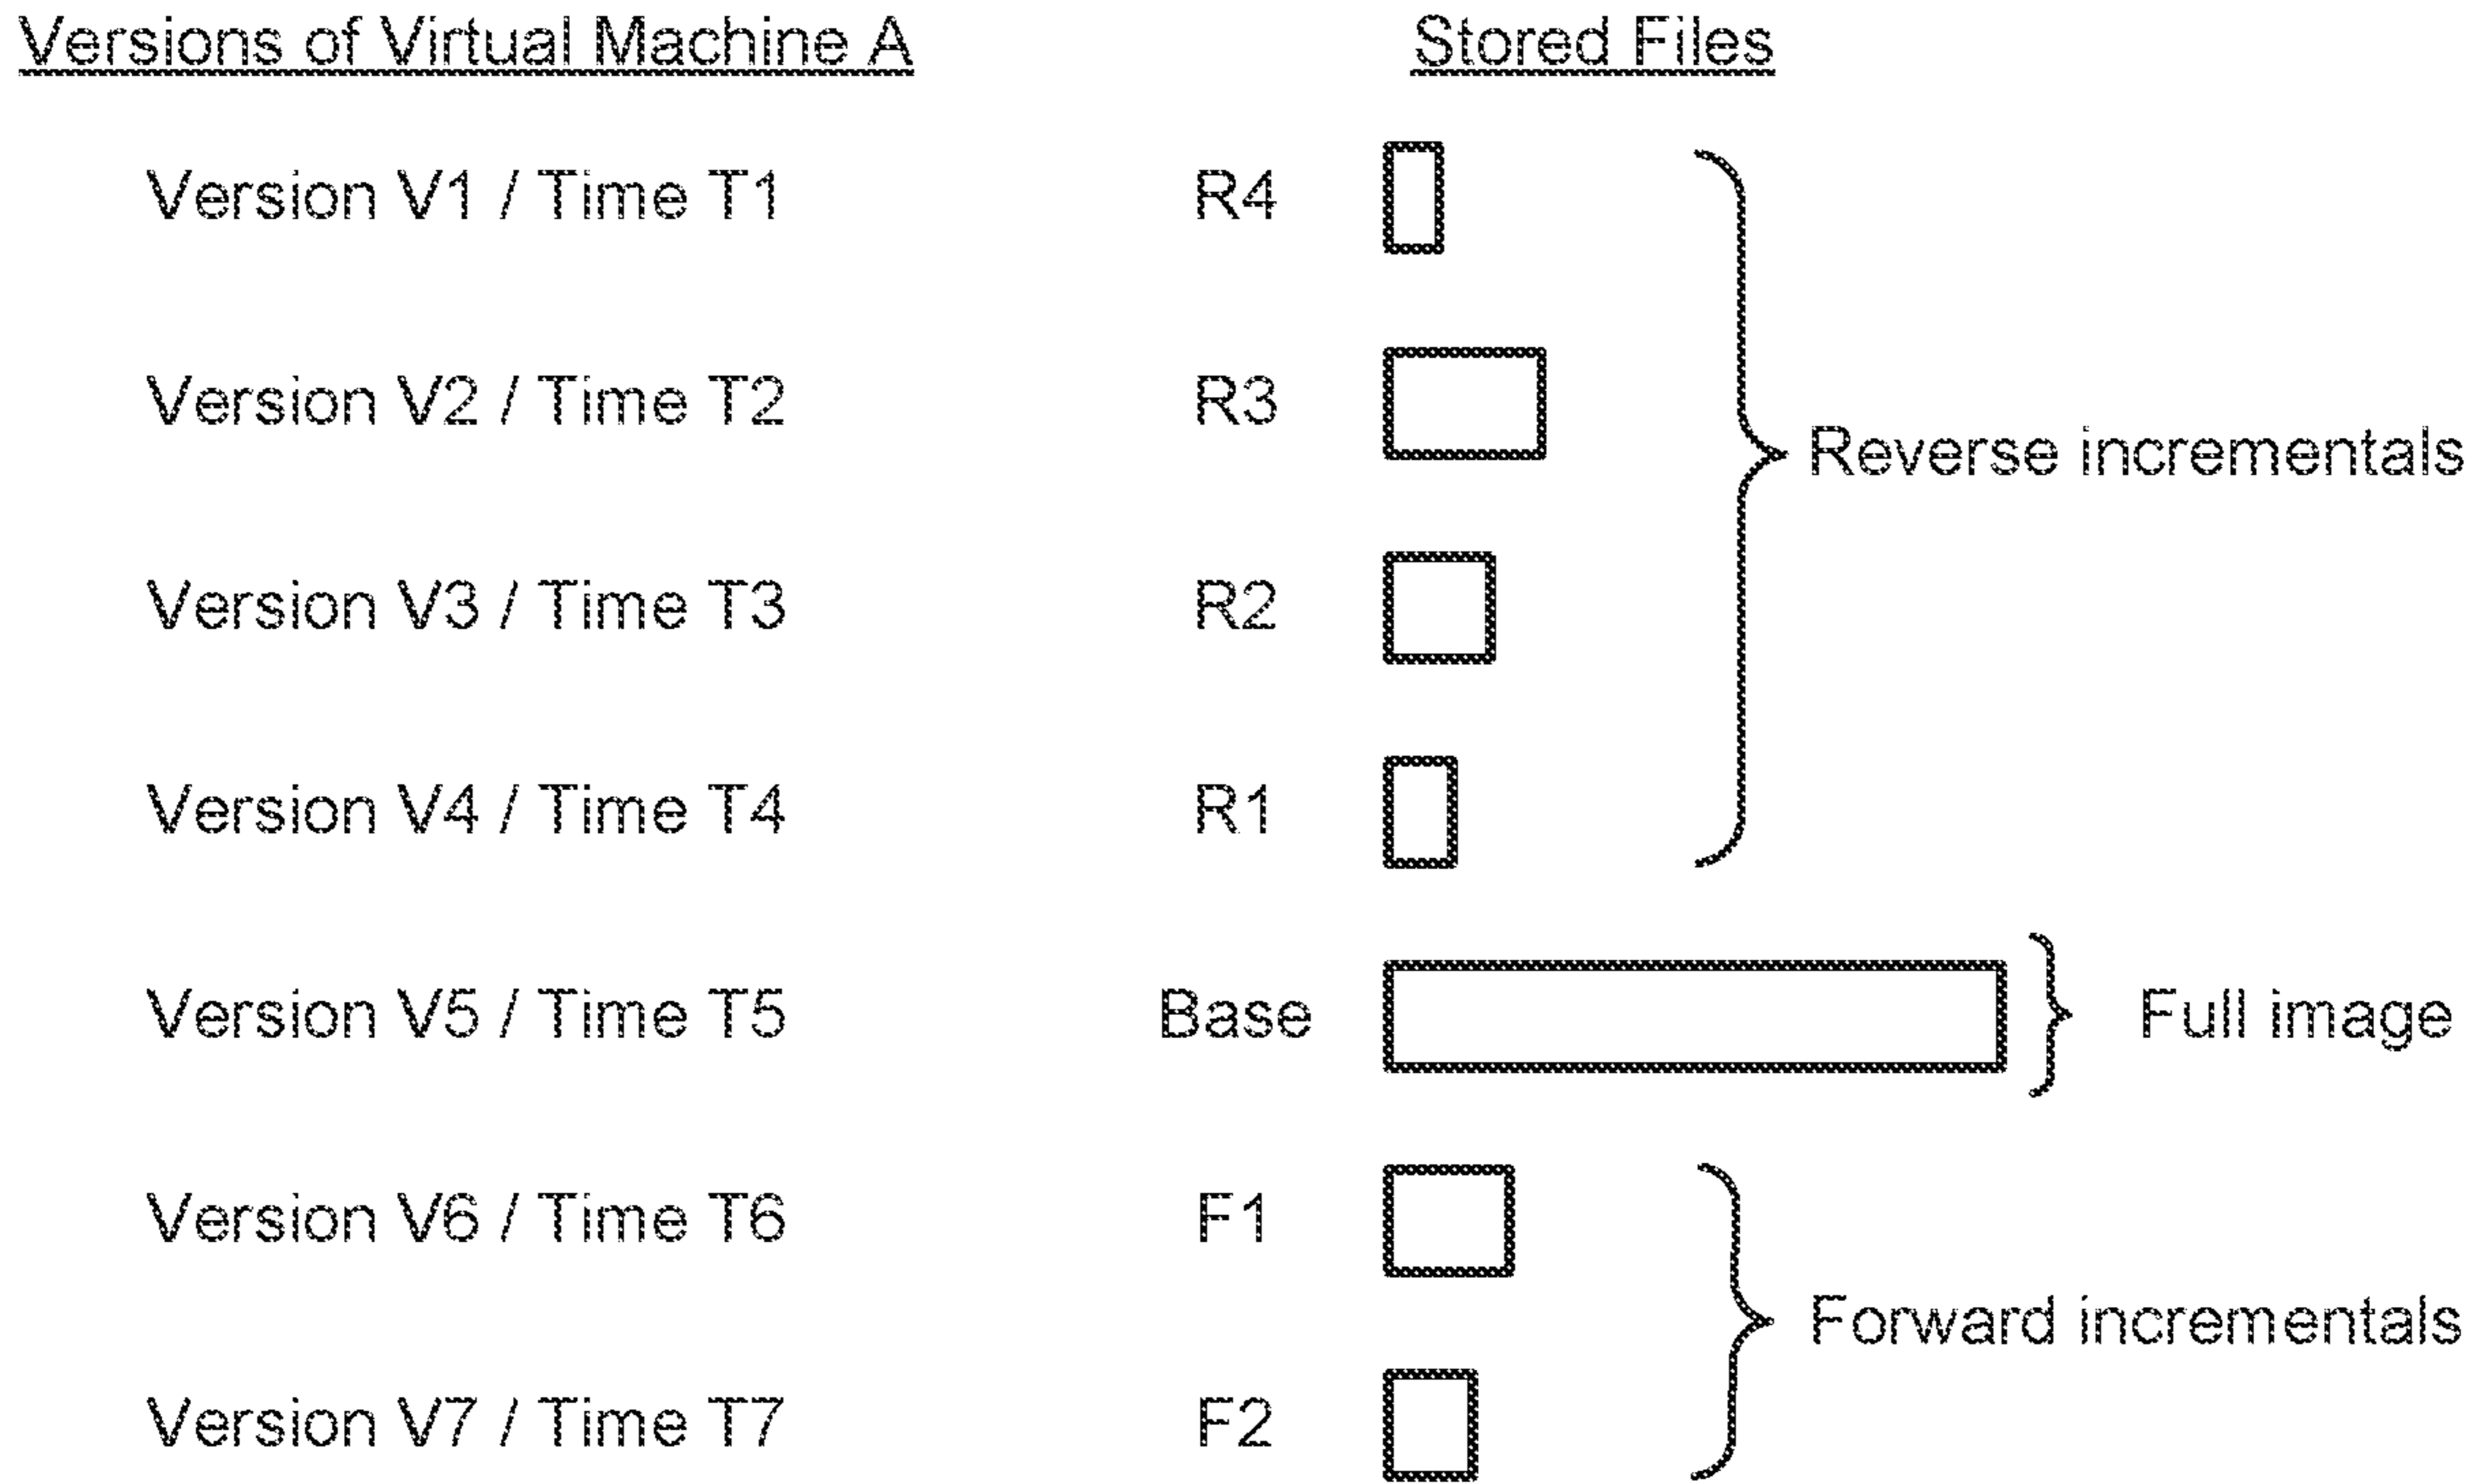 Versions of Virtual Machine A Stored Files
Version V1 / Time T1 R4
Version V2 / Time T2 R3
Reverse incrementals
Version V3 / Time T3 R2
Version V4 / Time T4 R1
Version V5 / Time T5 Base Full image
Version V6 / Time T6 F1
Forward incrementals
Version V7 / Time T7 F2